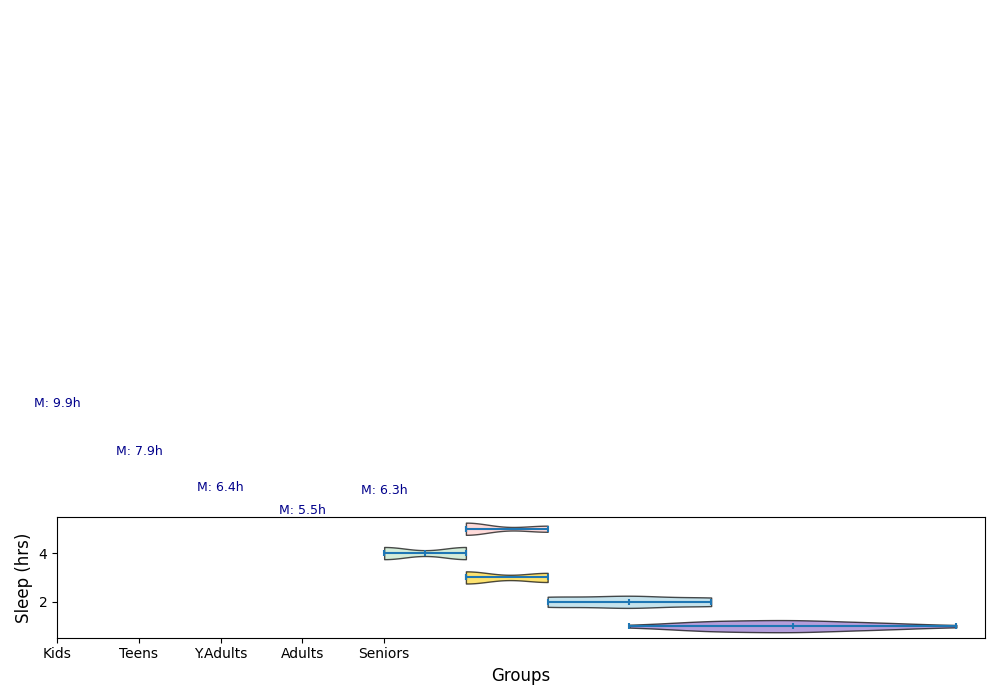 M: 9.9h
M: 7.9h
M: 6.4h
M: 6.3h
M: 5.5h
Sleep (hrs)
4
2
Kids Teens Y.Adults Adults Seniors
Groups